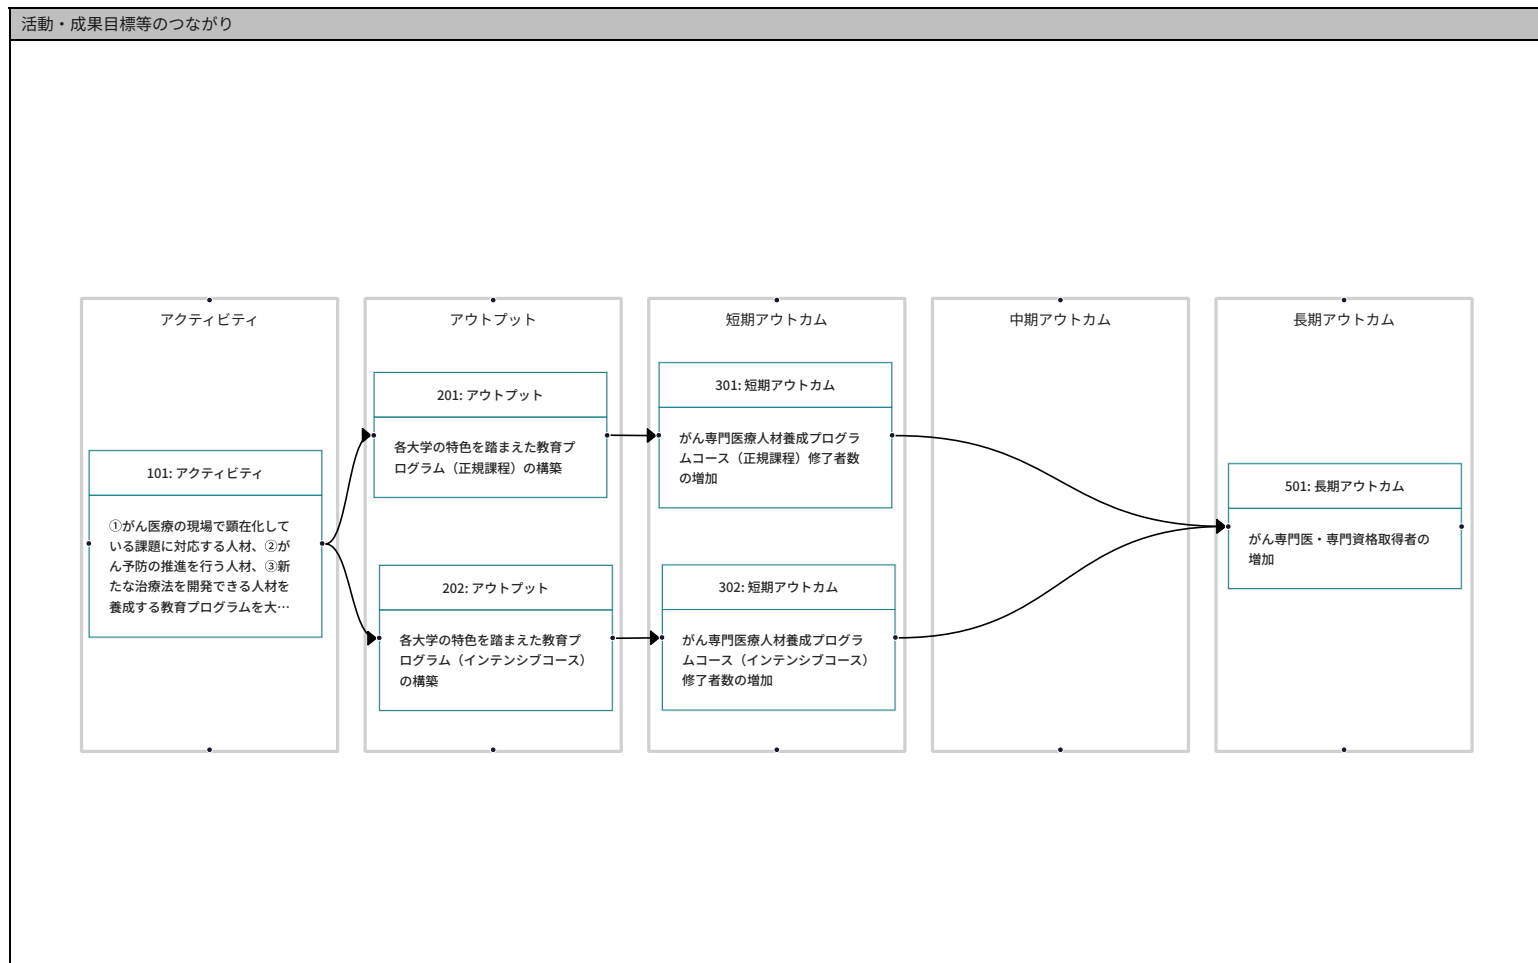 活動・成果目標等のつながり
アクティビティ
101: アクティビティ
①がん医療の現場で顕在化して
いる課題に対応する人材、②が
ん予防の推進を行う人材、③新
たな治療法を開発できる人材を
養成する教育プログラムを大…
アウトプット
201: アウトプット
各大学の特色を踏まえた教育プ
ログラム（正規課程）の構築
202: アウトプット
各大学の特色を踏まえた教育プ
ログラム（インテンシブコース）
の構築
短期アウトカム
301: 短期アウトカム
がん専門医療人材養成プログラ
ムコース（正規課程）修了者数
の増加
302: 短期アウトカム
がん専門医療人材養成プログラ
ムコース（インテンシブコース）
修了者数の増加
中期アウトカム
長期アウトカム
501: 長期アウトカム
がん専門医・専門資格取得者の
増加